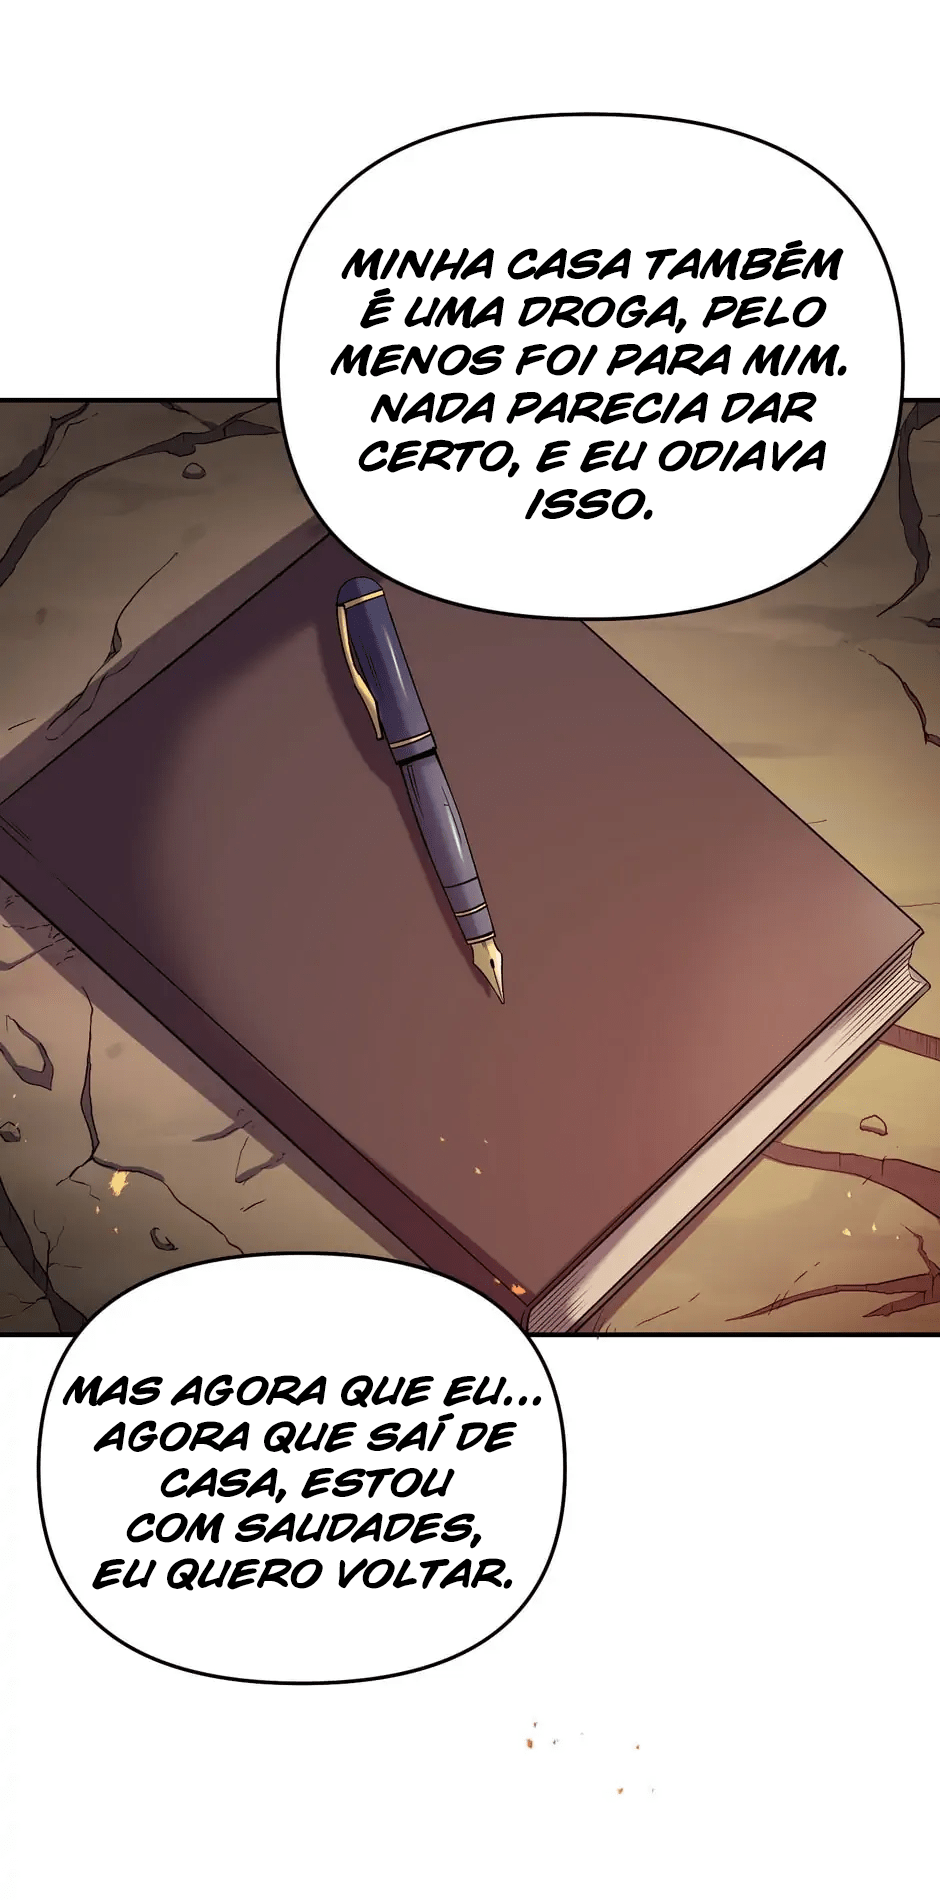 MINHA CASA TAMBÉM
É UMA DROGA, PELO
MENOS FOI PARA MIM.
NADA PARECIA DAR
CERTO, E EU ODIAVA
ISSO.
MAS AGORA QUE EU...
AGORA QUE SAÍ DE
CASA, ESTOU
COM SAUDADES,
EU QUERO VOLTAR.